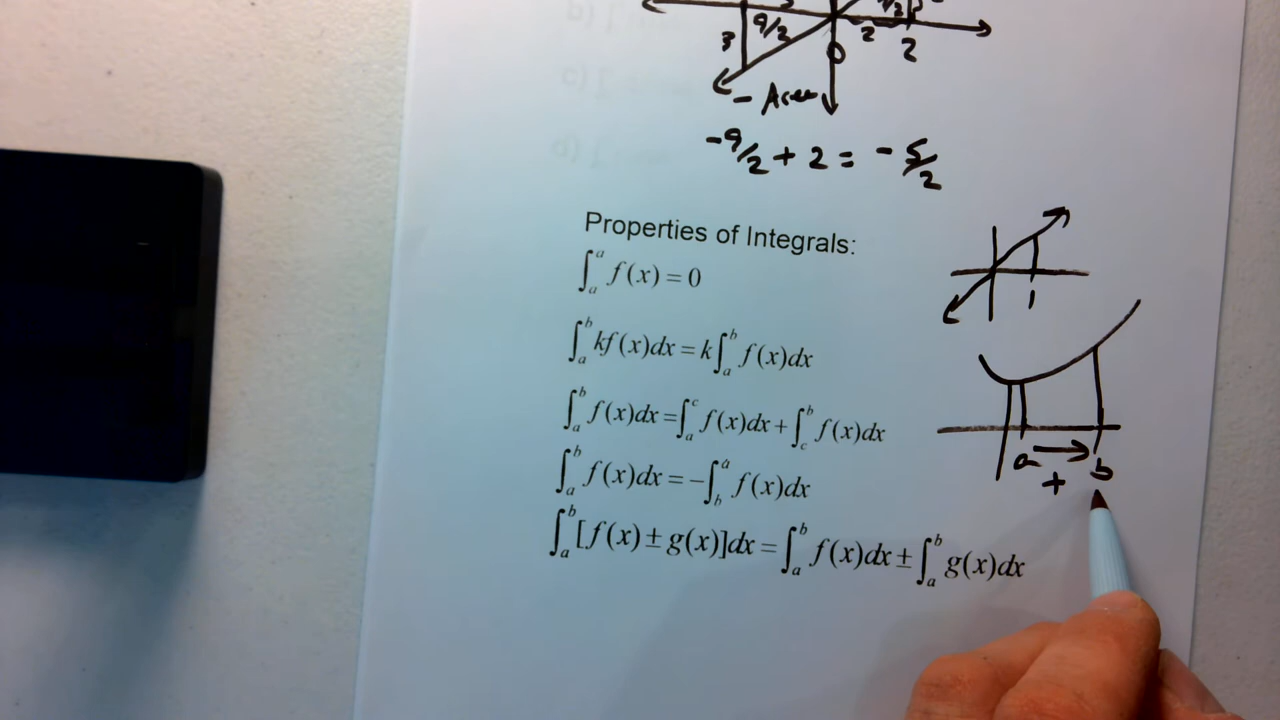 3 9/2 2 2
0
- Area
-9/2 + 2 = -5/2
Properties of Integrals:
∫_a^a f(x) = 0
1
∫_a^b kf(x)dx = k∫_a^b f(x)dx
∫_a^b f(x)dx = ∫_a^c f(x)dx + ∫_c^b f(x)dx
a b
+
∫_a^b f(x)dx = -∫_b^a f(x)dx
∫_a^b [f(x) ± g(x)]dx = ∫_a^b f(x)dx ± ∫_a^b g(x)dx